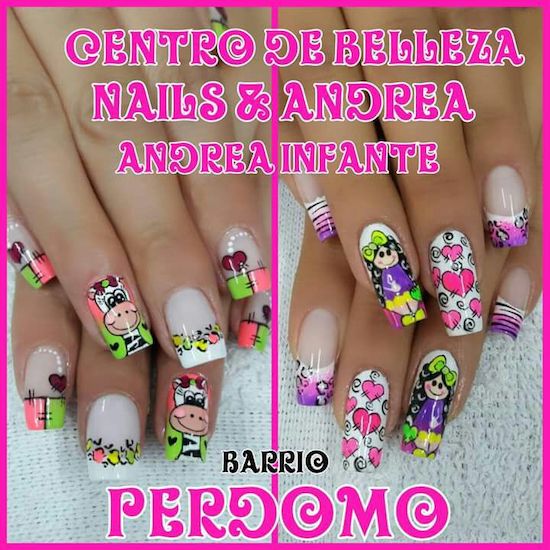 CENTRO DE BELLEZA
NAILS & ANDREA
ANDREA INFANTE
BARRIO
PERDOMO